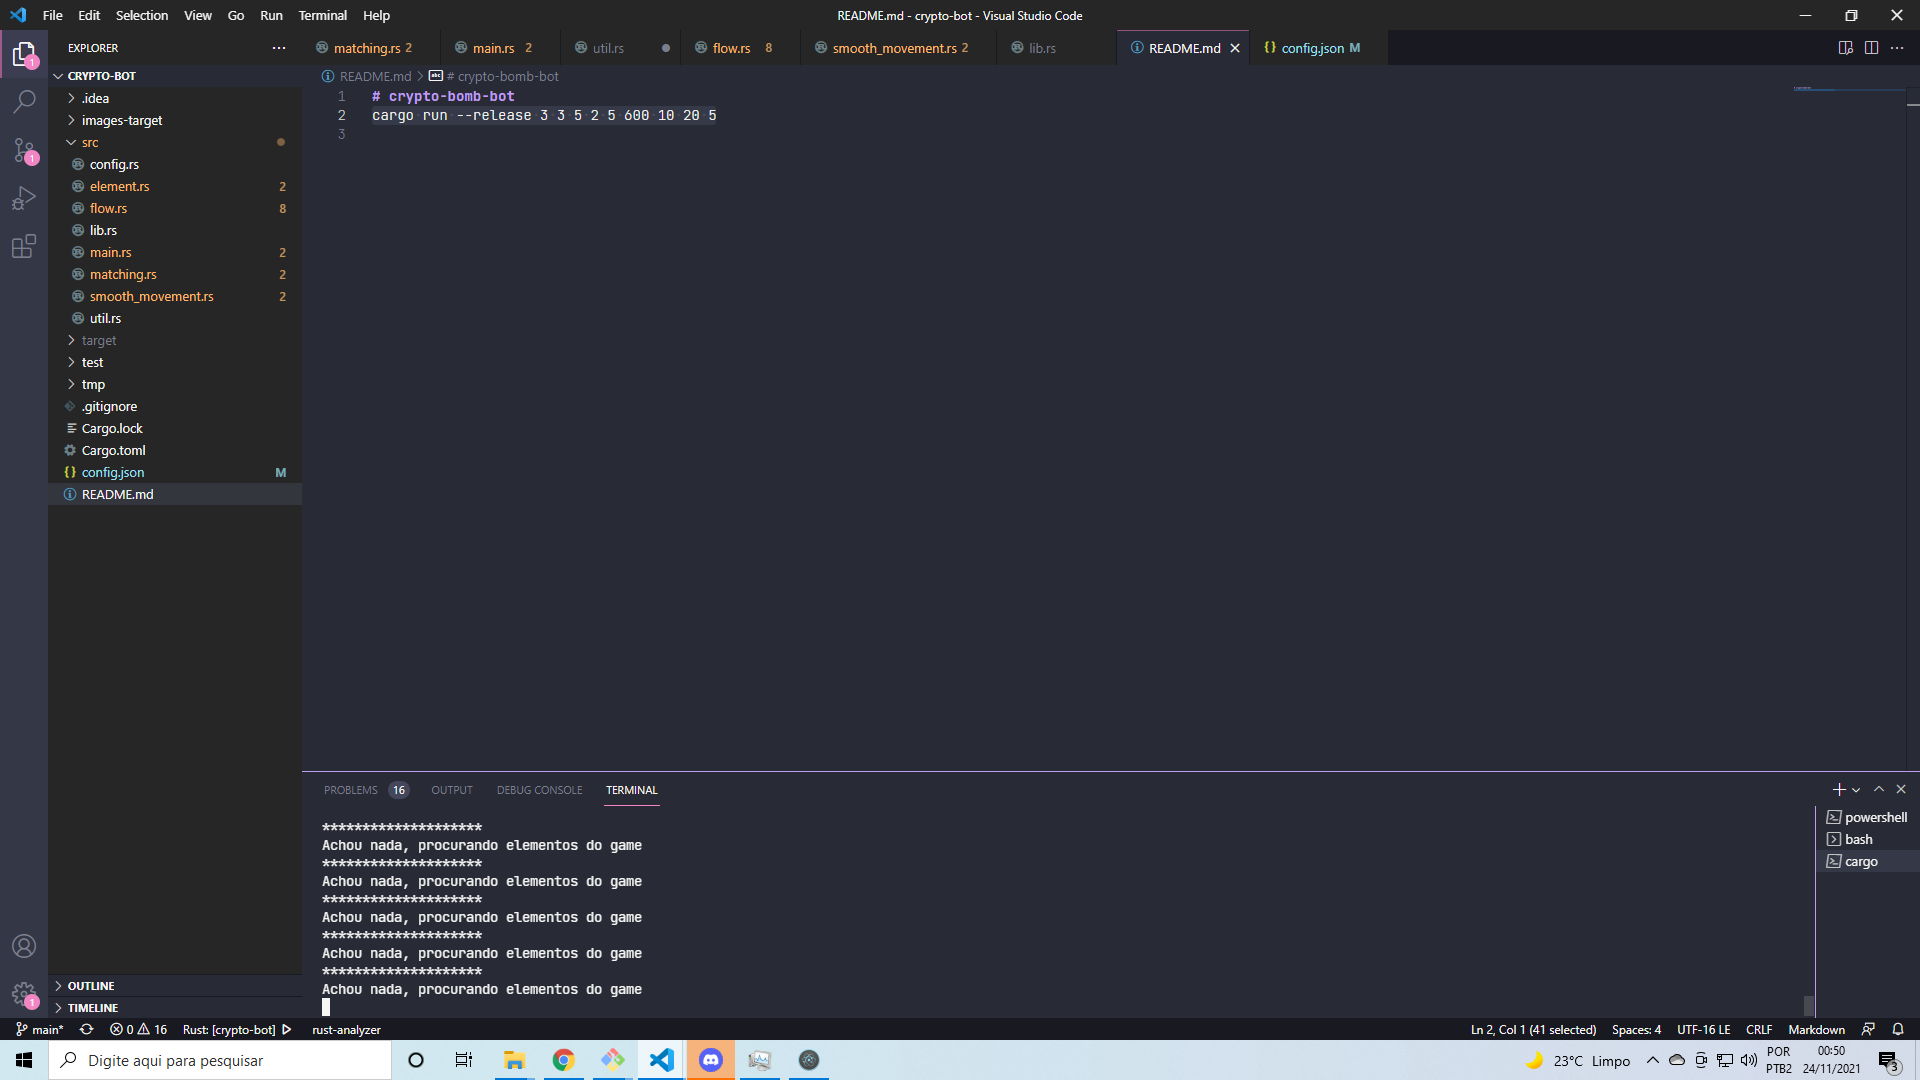 File Edit Selection View Go Run Terminal Help
README.md - crypto-bot - Visual Studio Code
EXPLORER
matching.rs 2
main.rs 2
util.rs
flow.rs 8
smooth_movement.rs 2
lib.rs
README.md
config.json M
CRYPTO-BOT
.idea
images-target
src
config.rs
element.rs 2
flow.rs 8
lib.rs
main.rs 2
matching.rs 2
smooth_movement.rs 2
util.rs
target
test
tmp
.gitignore
Cargo.lock
Cargo.toml
config.json M
README.md
OUTLINE
TIMELINE
1
1
1
README.md > # crypto-bomb-bot
1 # crypto-bomb-bot
2 cargo run --release 3 3 5 2 5 600 10 20 5
3
PROBLEMS 16 OUTPUT DEBUG CONSOLE TERMINAL
********************
Achou nada, procurando elementos do game
********************
Achou nada, procurando elementos do game
********************
Achou nada, procurando elementos do game
********************
Achou nada, procurando elementos do game
********************
Achou nada, procurando elementos do game
powershell
bash
cargo
main* 0 16 Rust: [crypto-bot] rust-analyzer
Ln 2, Col 1 (41 selected) Spaces: 4 UTF-16 LE CRLF Markdown
Digite aqui para pesquisar
23°C Limpo
POR
PTB2
00:50
24/11/2021
3